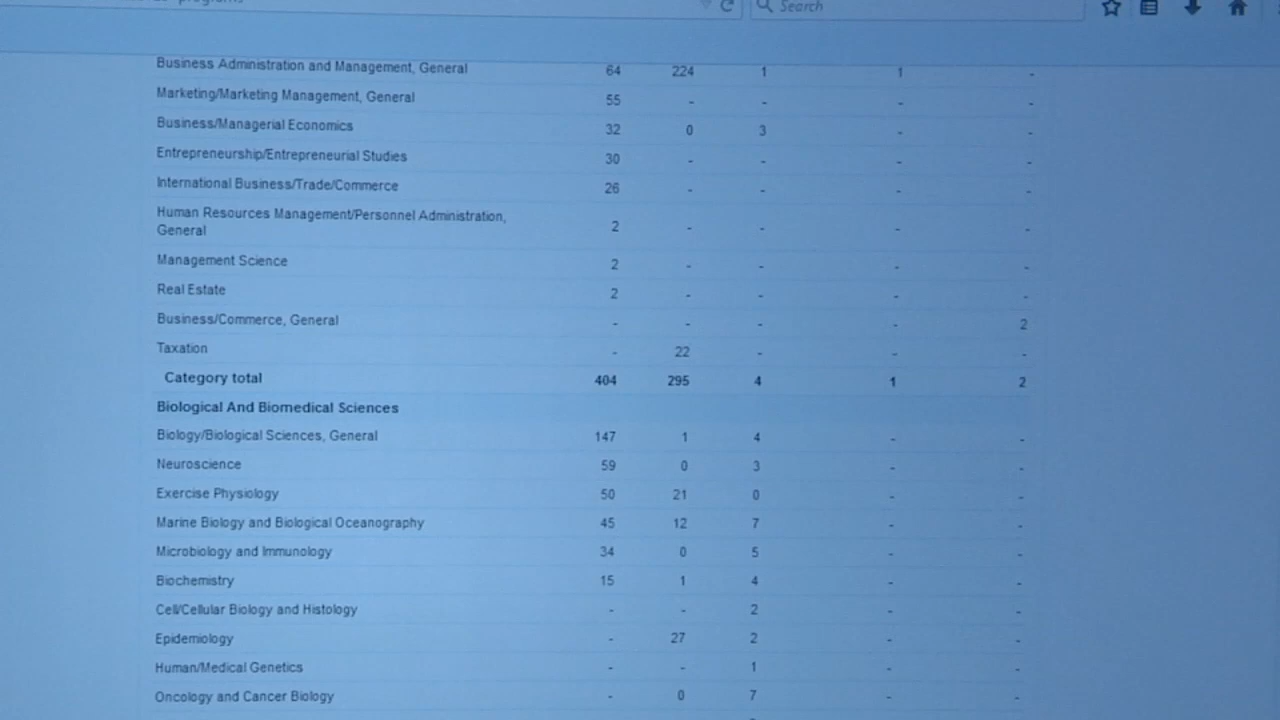 Search
Business Administration and Management, General 64 224 1 1 -
Marketing/Marketing Management, General 55 - - - -
Business/Managerial Economics 32 0 3 - -
Entrepreneurship/Entrepreneurial Studies 30 - - - -
International Business/Trade/Commerce 26 - - - -
Human Resources Management/Personnel Administration,
General 2 - - - -
Management Science 2 - - - -
Real Estate 2 - - - -
Business/Commerce, General - - - - 2
Taxation - 22 - - -
Category total 404 295 4 1 2
Biological And Biomedical Sciences
Biology/Biological Sciences, General 147 1 4 - -
Neuroscience 59 0 3 - -
Exercise Physiology 50 21 0 - -
Marine Biology and Biological Oceanography 45 12 7 - -
Microbiology and Immunology 34 0 5 - -
Biochemistry 15 1 4 - -
Cell/Cellular Biology and Histology - - 2 - -
Epidemiology - 27 2 - -
Human/Medical Genetics - - 1 - -
Oncology and Cancer Biology - 0 7 - -